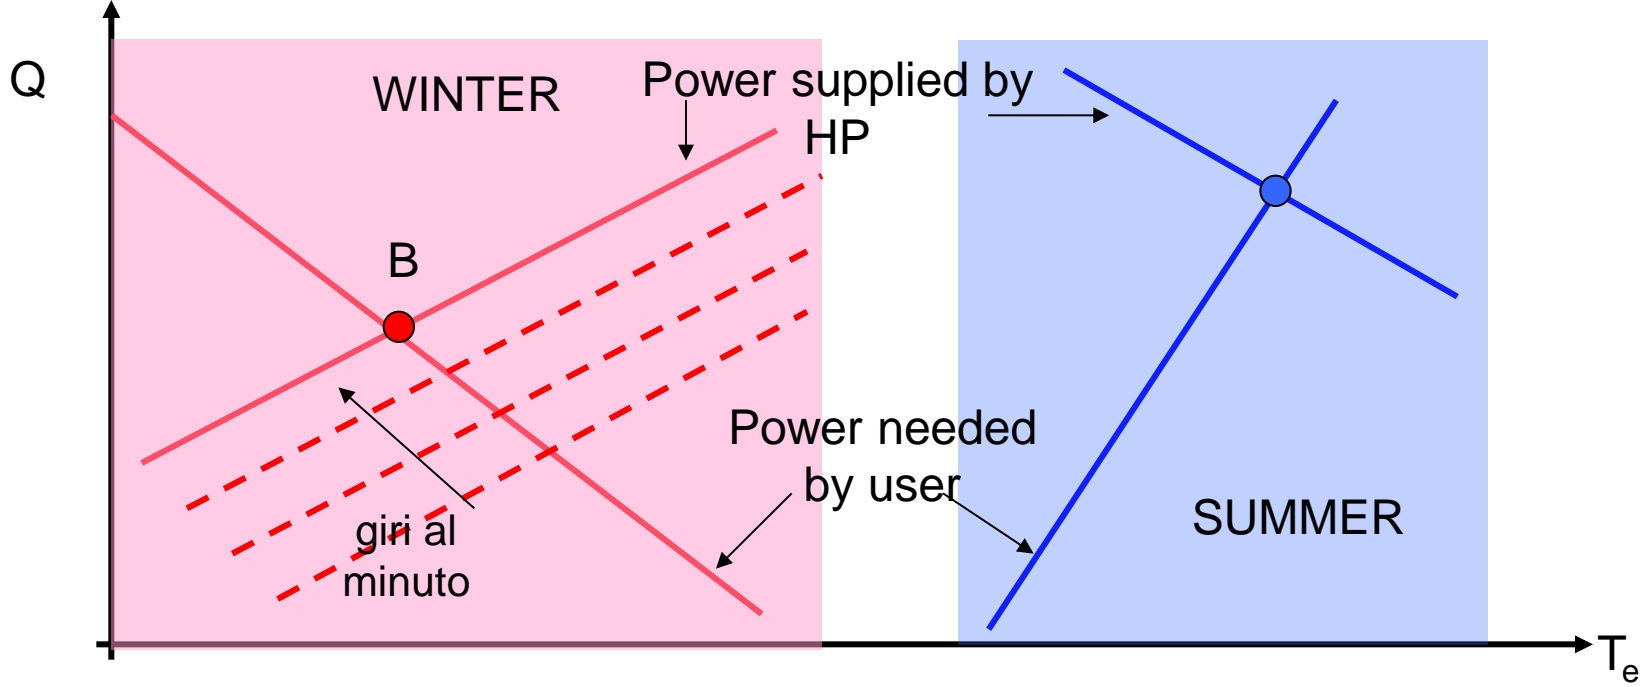 Q
WINTER
Power supplied by
HP
B
Power needed
by user
giri al
minuto
SUMMER
Te